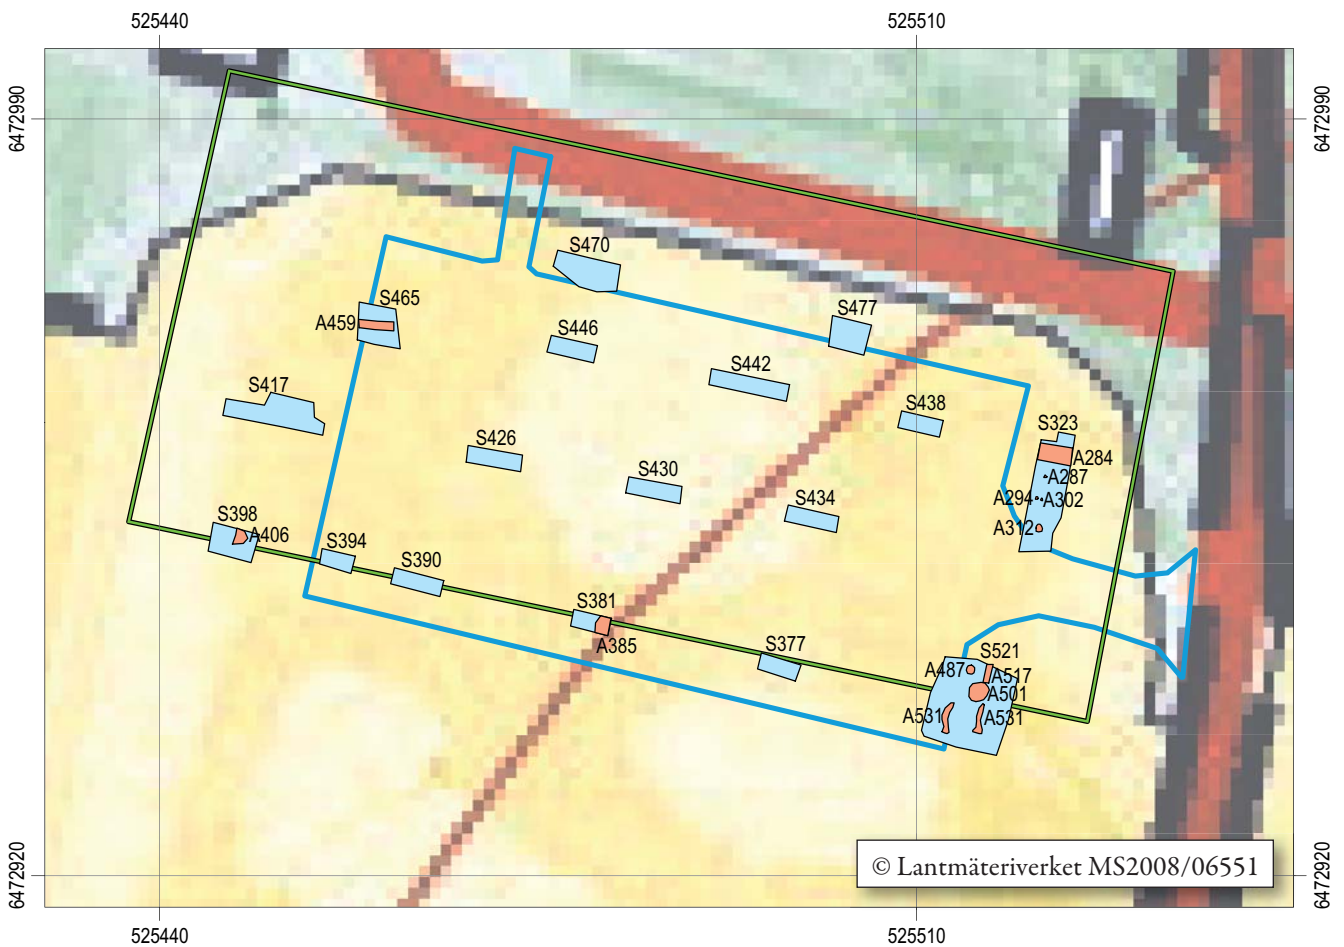 525440
525510
6472990
6472990
S470
S465
A459
S477
S446
S442
S417
S438
S323
A284
S426
A287
S430
A294
A302
S434
A312
S398
A406
S394
S390
S381
A385
S377
S521
A487
A517
A501
A531
A531
© Lantmäteriverket MS2008/06551
6472920
6472920
525440
525510